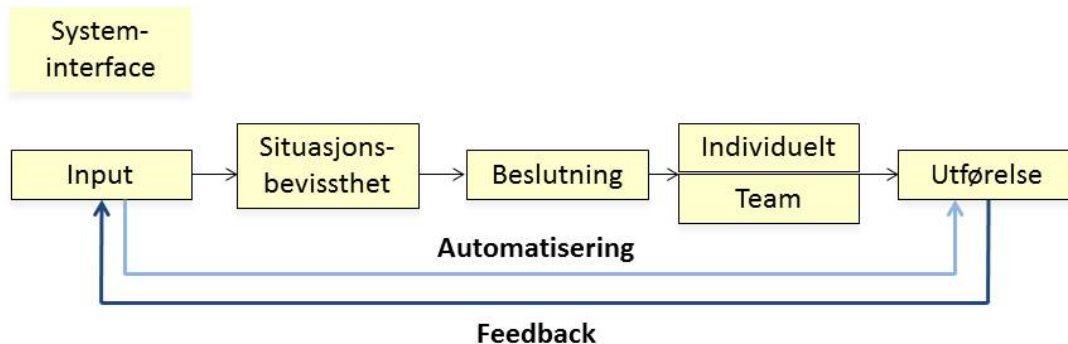 System-
interface
Input
Situasjons-
bevissthet
Beslutning
Individuelt
Team
Utførelse
Automatisering
Feedback